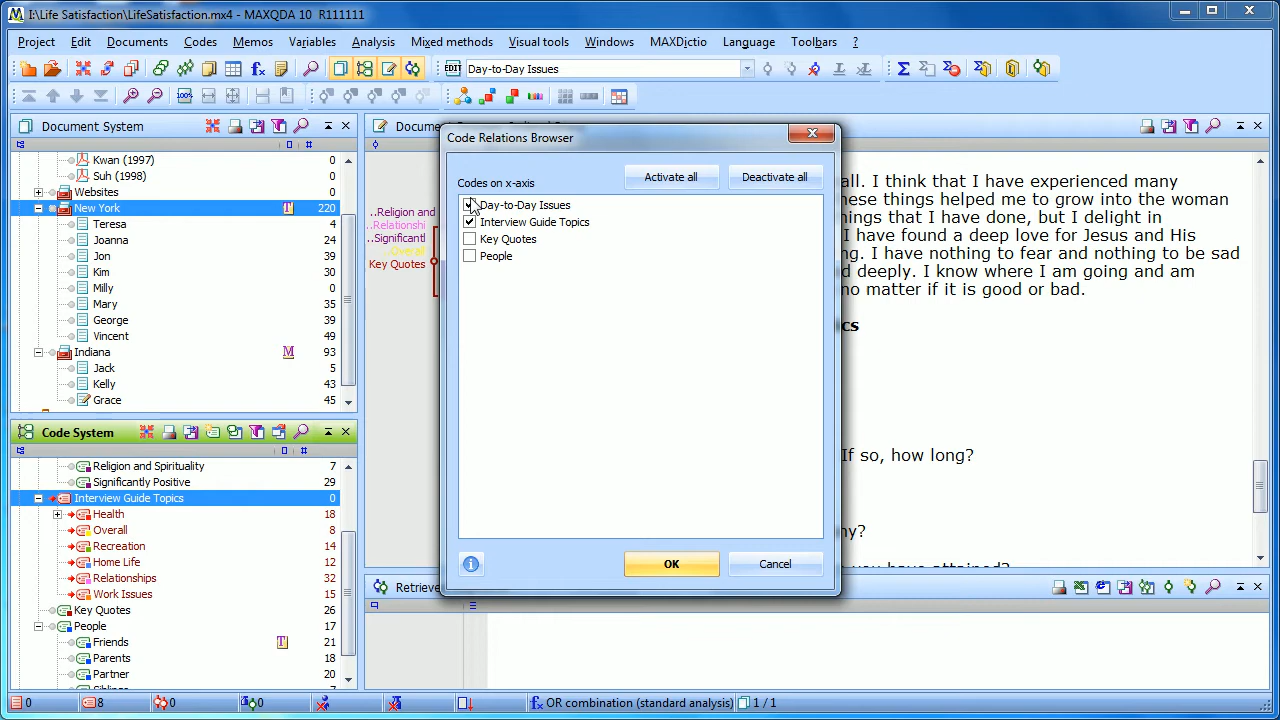 I:\Life Satisfaction\LifeSatisfaction.mx4 - MAXQDA 10  R111111
Project Edit Documents Codes Memos Variables Analysis Mixed methods Visual tools Windows MAXDictio Language Toolbars ?
EDIT Day-to-Day Issues
100%
Document System
Kwan (1997) 0
Suh (1998) 0
Websites 0
New York T 220
Teresa 4
Joanna 24
Jon 39
Kim 30
Milly 0
Mary 35
George 39
Vincent 49
Indiana M 93
Jack 5
Kelly 43
Grace 45
Code System
Religion and Spirituality 7
Significantly Positive 29
Interview Guide Topics 0
Health 18
Overall 8
Recreation 14
Home Life 12
Relationships 32
Work Issues 15
Key Quotes 26
People 17
Friends T 21
Parents 18
Partner 20
..Religion and
..Relationshi
..Significantl
..Overall
Key Quotes
Code Relations Browser
Codes on x-axis
Activate all
Deactivate all
Day-to-Day Issues
Interview Guide Topics
Key Quotes
People
OK
Cancel
all. I think that I have experienced many
hese things helped me to grow into the woman
hings that I have done, but I delight in
I have found a deep love for Jesus and His
ng. I have nothing to fear and nothing to be sad
d deeply. I know where I am going and am
no matter if it is good or bad.
cs
If so, how long?
ny?
you have attained?
Retrieve
0 8 0 0 OR combination (standard analysis) 1 / 1